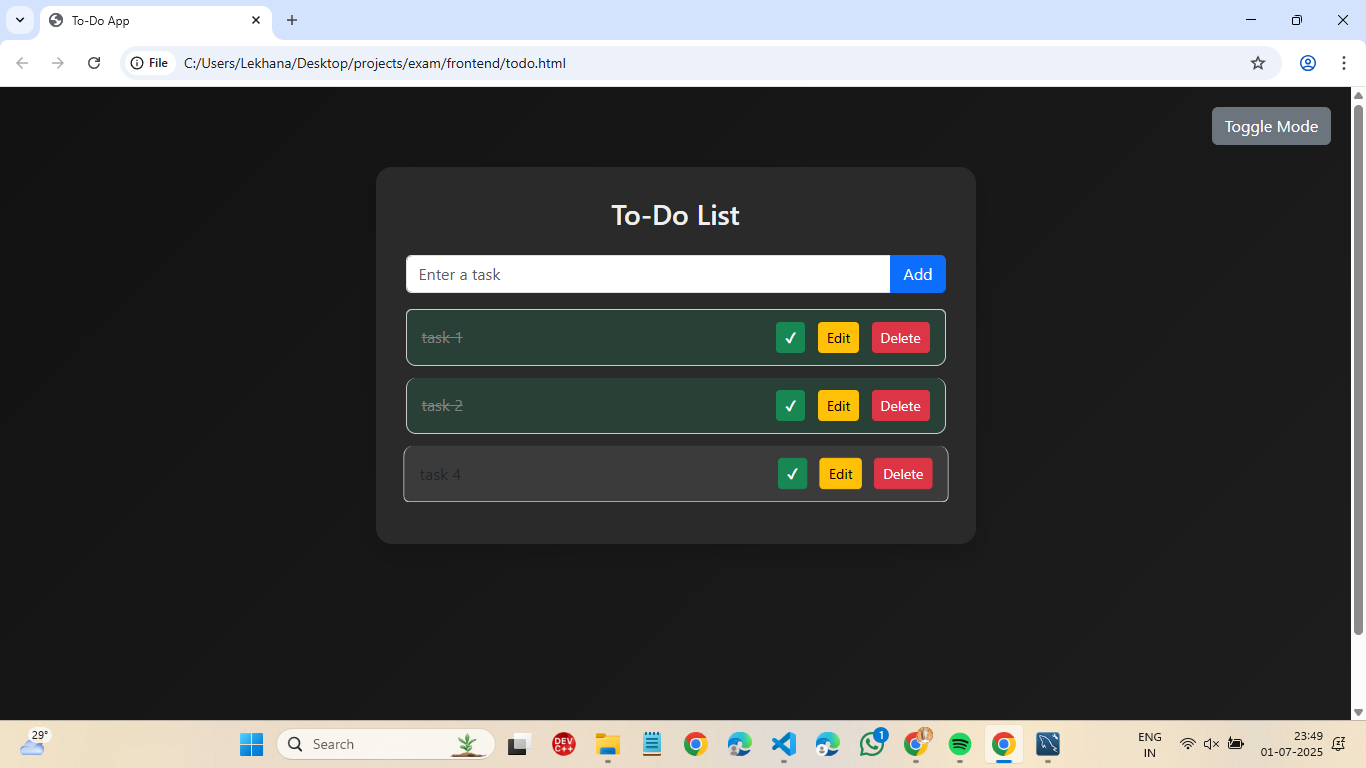 To-Do App
File C:/Users/Lekhana/Desktop/projects/exam/frontend/todo.html
Toggle Mode
To-Do List
Enter a task Add
task 1 ✓ Edit Delete
task 2 ✓ Edit Delete
task 4 ✓ Edit Delete
29°
Search
DEV
C++
1
ENG
IN
23:49
01-07-2025